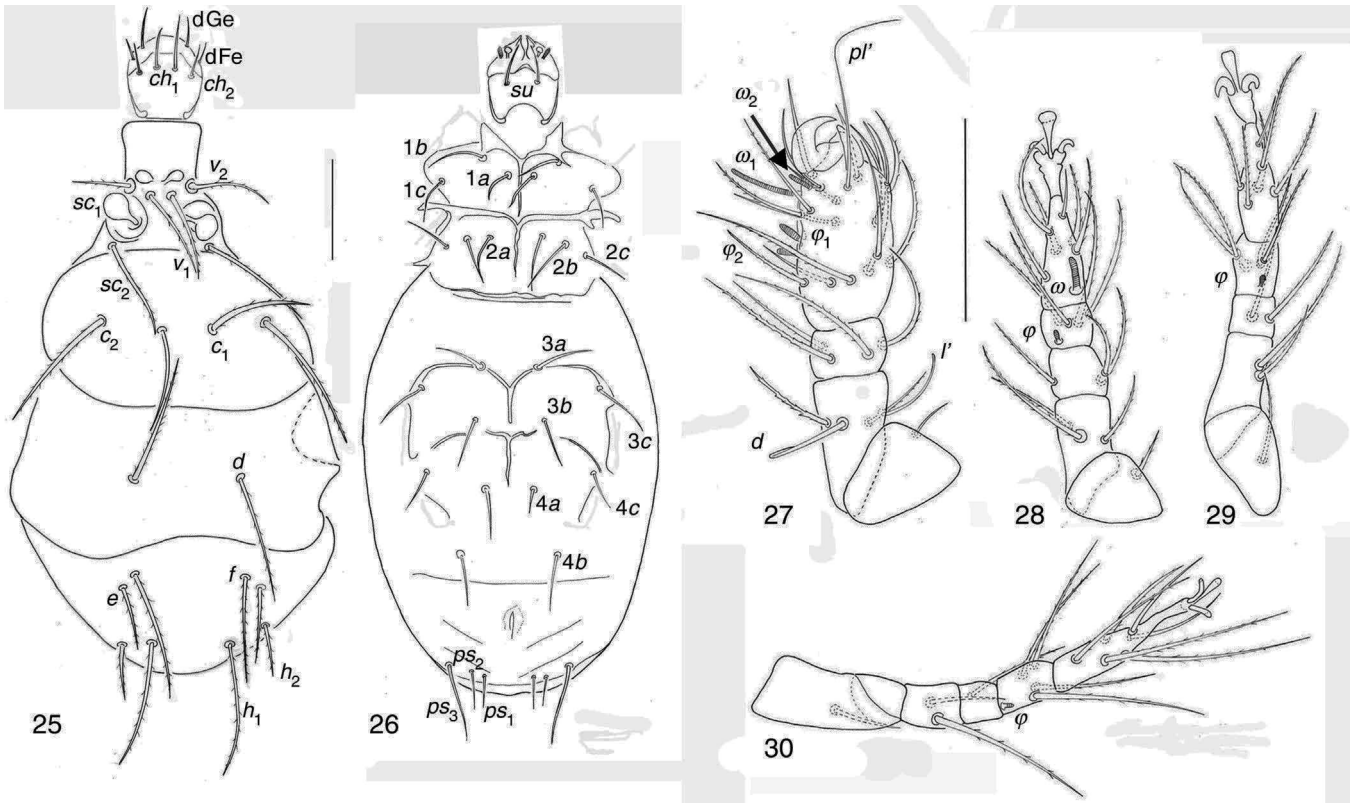 dGe
dFe
ch1
ch2
v2
sc1
v1
sc2
c2
c1
d
f
e
h2
h1
25
su
1b
1a
1c
2a
2b
2c
3a
3b
3c
4a
4c
4b
ps2
ps3
ps1
26
pl'
ω2
ω1
φ1
φ2
l'
d
27
ω
φ
28
φ
29
φ
30